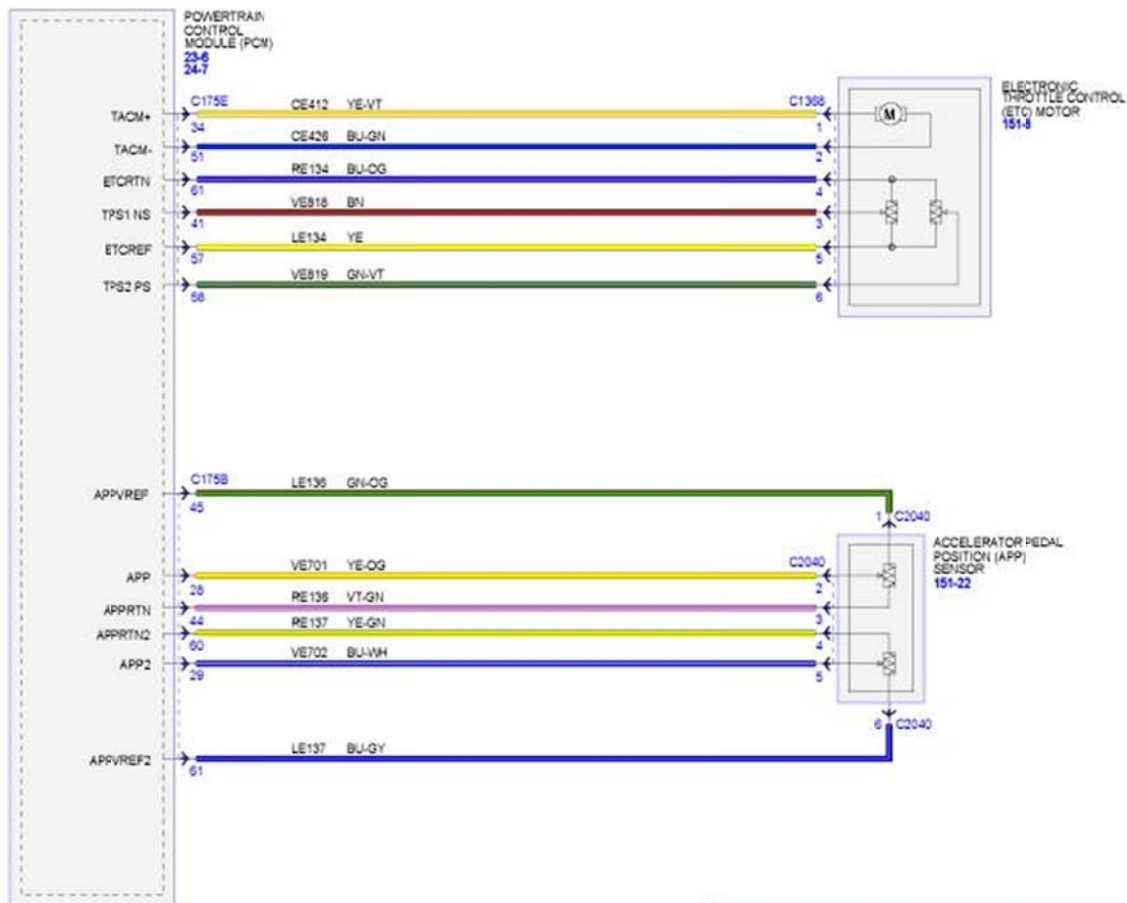 POWERTRAIN
CONTROL
MODULE (PCM)
23-6
24-7
C175E CE412 YE-VT C1368
TACM+ 34 1
CE426 BU-GN
TACM- 51 2
RE134 BU-OG
ETCRTN 61 4
VE818 BN
TPS1 NS 41 3
LE134 YE
ETCREF 57 5
VE819 GN-VT
TPS2 PS 58 6
M
ELECTRONIC
THROTTLE CONTROL
(ETC) MOTOR
151-8
C175B LE136 GN-OG
APPVREF 45
1 C2040
VE701 YE-OG C2040
APP 28 2
RE136 VT-GN
APPRTN 44 3
RE137 YE-GN
APPRTN2 60 4
VE702 BU-WH
APP2 29 5
ACCELERATOR PEDAL
POSITION (APP)
SENSOR
151-22
6 C2040
LE137 BU-GY
APPVREF2 61